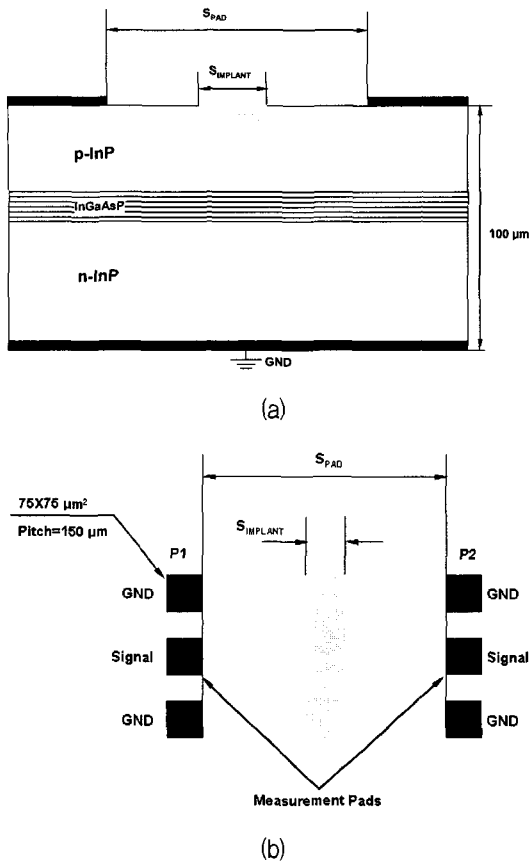 S_PAD
S_IMPLANT
p-InP
InGaAsP
100 µm
n-InP
GND
(a)
S_PAD
75X75 µm²
Pitch=150 µm
S_IMPLANT
P1
P2
GND
GND
Signal
Signal
GND
GND
Measurement Pads
(b)